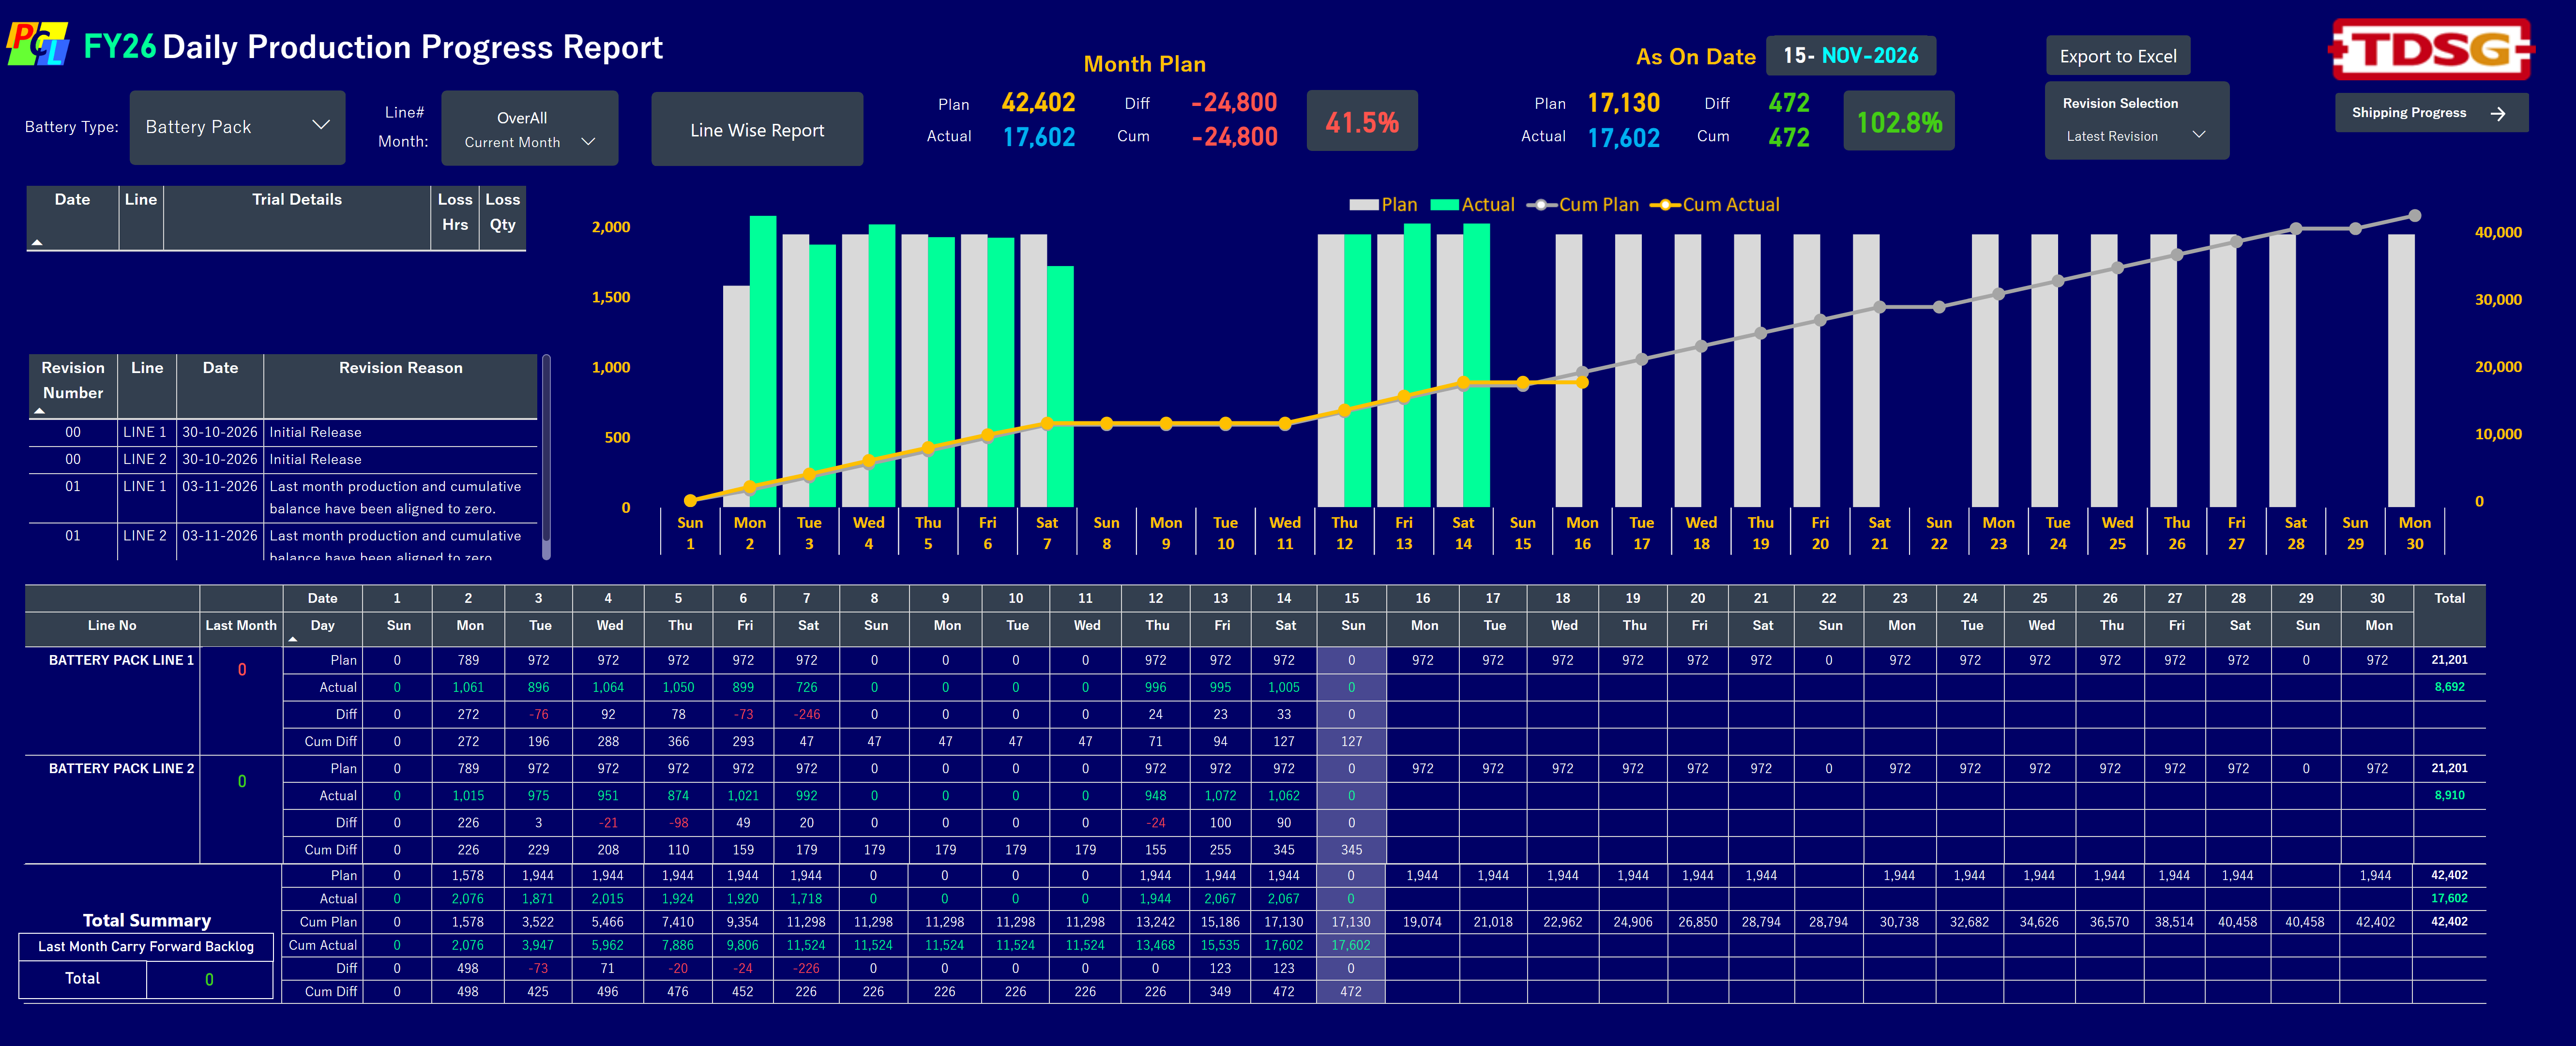 PCL FY26 Daily Production Progress Report
Month Plan
As On Date 15- NOV-2026
Export to Excel
TDSG
Battery Type: Battery Pack
Line#
Month:
OverAll
Current Month
Line Wise Report
Plan 42,402 Diff -24,800
Actual 17,602 Cum -24,800
41.5%
Plan 17,130 Diff 472
Actual 17,602 Cum 472
102.8%
Revision Selection
Latest Revision
Shipping Progress
Date Line Trial Details Loss Hrs Loss Qty
Revision Number Line Date Revision Reason
00 LINE 1 30-10-2026 Initial Release
00 LINE 2 30-10-2026 Initial Release
01 LINE 1 03-11-2026 Last month production and cumulative
balance have been aligned to zero.
01 LINE 2 03-11-2026 Last month production and cumulative
balance have been aligned to zero.
Plan Actual Cum Plan Cum Actual
2,000
1,500
1,000
500
0
40,000
30,000
20,000
10,000
0
Sun Mon Tue Wed Thu Fri Sat Sun Mon Tue Wed Thu Fri Sat Sun Mon Tue Wed Thu Fri Sat Sun Mon Tue Wed Thu Fri Sat Sun Mon
1 2 3 4 5 6 7 8 9 10 11 12 13 14 15 16 17 18 19 20 21 22 23 24 25 26 27 28 29 30
Date 1 2 3 4 5 6 7 8 9 10 11 12 13 14 15 16 17 18 19 20 21 22 23 24 25 26 27 28 29 30 Total
Line No Last Month Day Sun Mon Tue Wed Thu Fri Sat Sun Mon Tue Wed Thu Fri Sat Sun Mon Tue Wed Thu Fri Sat Sun Mon Tue Wed Thu Fri Sat Sun Mon
BATTERY PACK LINE 1 0 Plan 0 789 972 972 972 972 972 0 0 0 0 972 972 972 0 972 972 972 972 972 972 0 972 972 972 972 972 972 0 972 21,201
Actual 0 1,061 896 1,064 1,050 899 726 0 0 0 0 996 995 1,005 0 8,692
Diff 0 272 -76 92 78 -73 -246 0 0 0 0 24 23 33 0
Cum Diff 0 272 196 288 366 293 47 47 47 47 47 71 94 127 127
BATTERY PACK LINE 2 0 Plan 0 789 972 972 972 972 972 0 0 0 0 972 972 972 0 972 972 972 972 972 972 0 972 972 972 972 972 972 0 972 21,201
Actual 0 1,015 975 951 874 1,021 992 0 0 0 0 948 1,072 1,062 0 8,910
Diff 0 226 3 -21 -98 49 20 0 0 0 0 -24 100 90 0
Cum Diff 0 226 229 208 110 159 179 179 179 179 179 155 255 345 345
Plan 0 1,578 1,944 1,944 1,944 1,944 1,944 0 0 0 0 1,944 1,944 1,944 0 1,944 1,944 1,944 1,944 1,944 1,944 1,944 1,944 1,944 1,944 1,944 1,944 1,944 42,402
Actual 0 2,076 1,871 2,015 1,924 1,920 1,718 0 0 0 0 1,944 2,067 2,067 0 17,602
Total Summary
Cum Plan 0 1,578 3,522 5,466 7,410 9,354 11,298 11,298 11,298 11,298 11,298 13,242 15,186 17,130 17,130 19,074 21,018 22,962 24,906 26,850 28,794 28,794 30,738 32,682 34,626 36,570 38,514 40,458 40,458 42,402 42,402
Last Month Carry Forward Backlog
Cum Actual 0 2,076 3,947 5,962 7,886 9,806 11,524 11,524 11,524 11,524 11,524 13,468 15,535 17,602 17,602
Total 0
Diff 0 498 -73 71 -20 -24 -226 0 0 0 0 0 123 123 0
Cum Diff 0 498 425 496 476 452 226 226 226 226 226 226 349 472 472